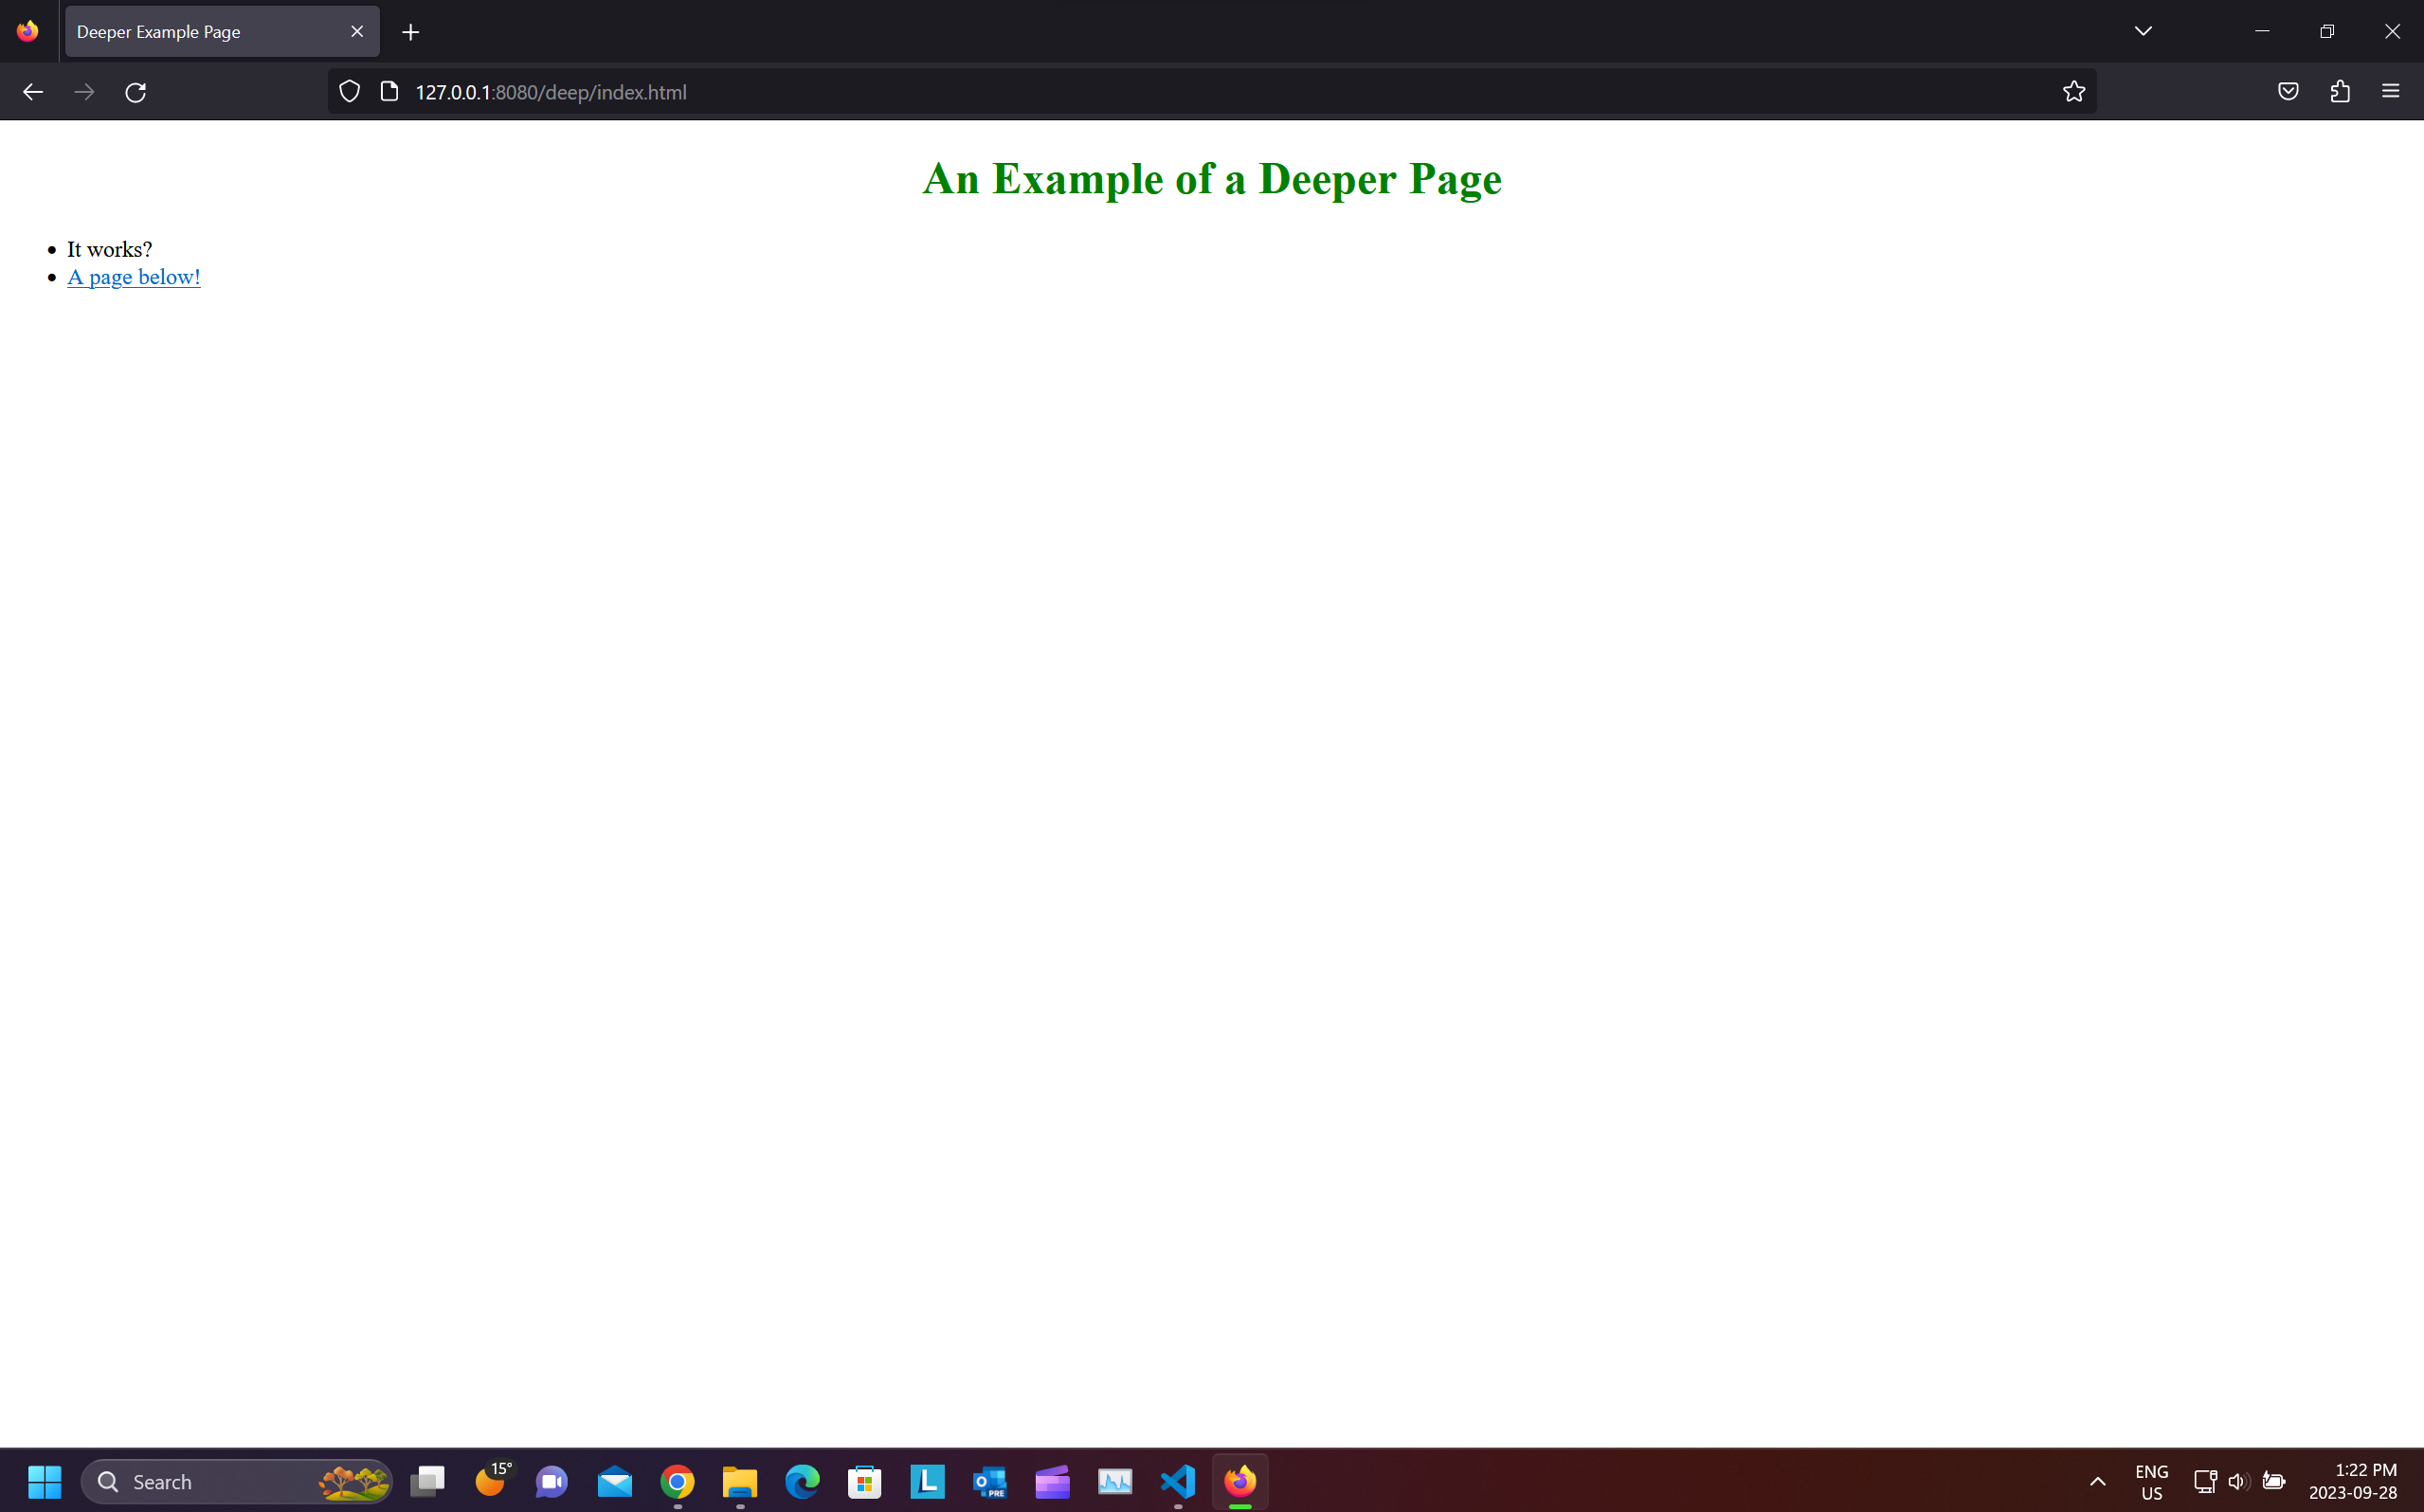 Deeper Example Page
127.0.0.1:8080/deep/index.html
An Example of a Deeper Page
It works?
A page below!
Search
15°
L
O
PRE
ENG
US
1:22 PM
2023-09-28